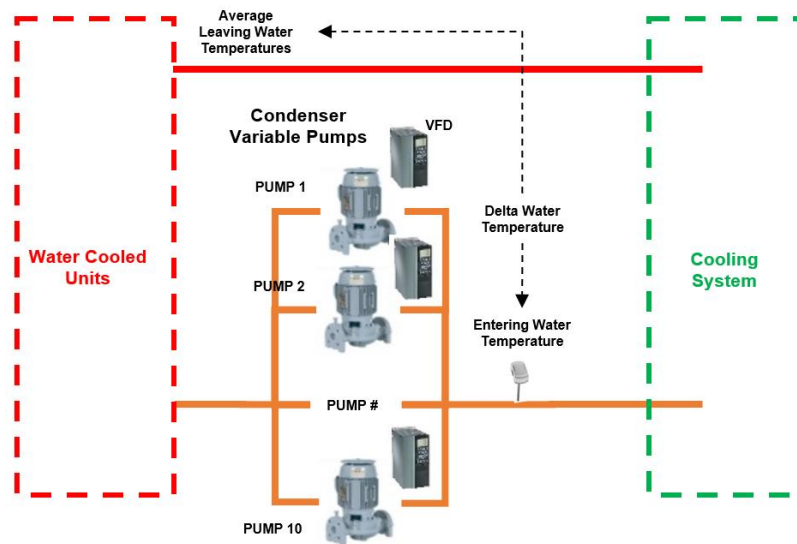 Average
Leaving Water
Temperatures
Condenser
Variable Pumps
VFD
PUMP 1
Water Cooled
Units
Delta Water
Temperature
Cooling
System
PUMP 2
Entering Water
Temperature
PUMP #
PUMP 10